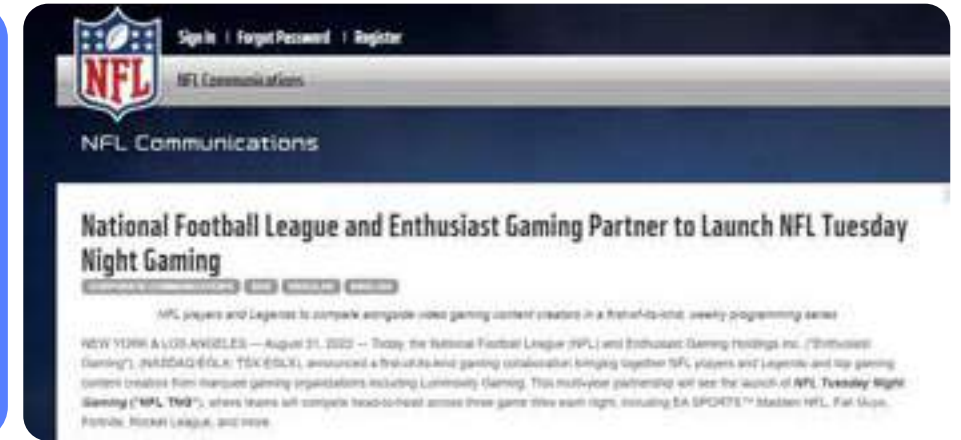 NFL
Sign In | Forgot Password | Register
NFL Communications
NFL Communications
National Football League and Enthusiast Gaming Partner to Launch NFL Tuesday
Night Gaming
CORPORATE COMMUNICATIONS 2022 ENGLISH
NFL players and Legends to compete alongside video gaming content creators in a first-of-its-kind, weekly programming series
NEW YORK & LOS ANGELES — August 31, 2022 — Today, the National Football League (NFL) and Enthusiast Gaming Holdings Inc. ("Enthusiast
Gaming"), (NASDAQ:EGLX; TSX:EGLX), announced a first-of-its-kind gaming collaboration bringing together NFL players and Legends and top gaming
content creators from marquee gaming organizations including Luminosity Gaming. This multi-year partnership will see the launch of NFL Tuesday Night
Gaming ("NFL TNG"), where teams will compete head-to-head across three game titles each night, including EA SPORTS™ Madden NFL, Fall Guys,
Fortnite, Rocket League, and more.